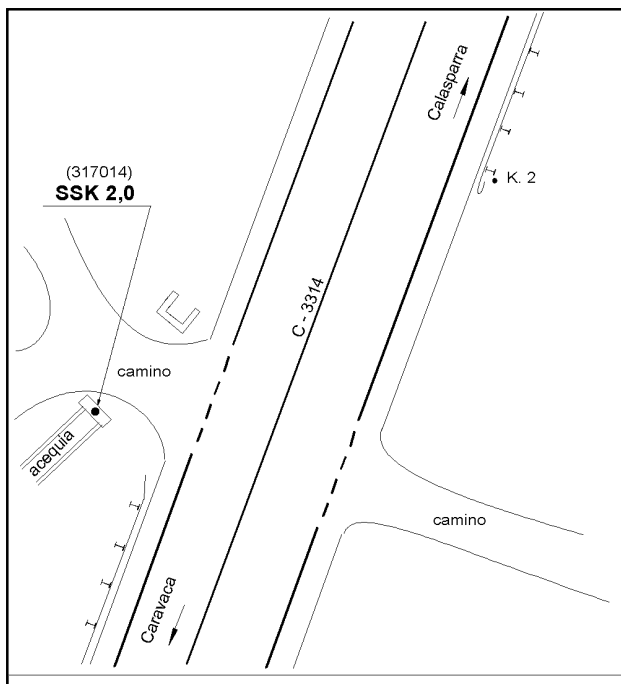 Calasparra
(317014)
SSK 2,0
K. 2
C - 3314
camino
acequia
camino
Caravaca